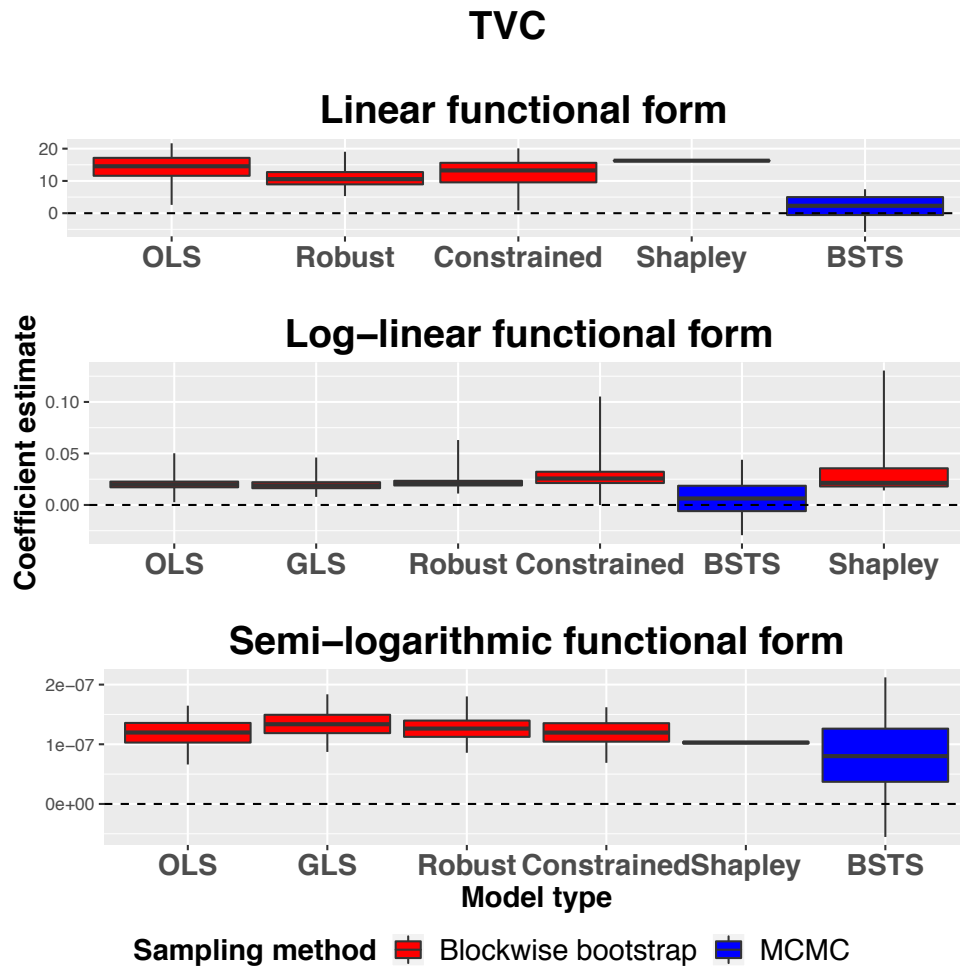 TVC
Linear functional form
20
10
0
OLS Robust Constrained Shapley BSTS
Coefficient estimate
Log−linear functional form
0.10
0.05
0.00
OLS GLS Robust Constrained BSTS Shapley
Semi−logarithmic functional form
2e−07
1e−07
0e+00
OLS GLS Robust Constrained Shapley BSTS
Model type
Sampling method Blockwise bootstrap MCMC